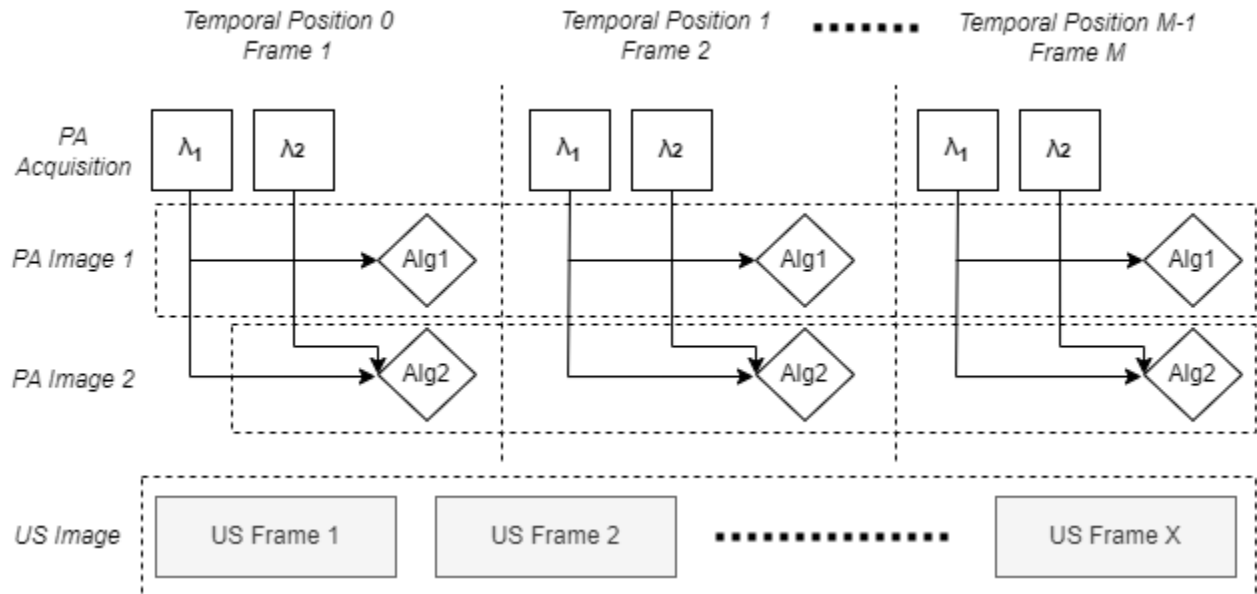 Temporal Position 0
Frame 1
Temporal Position 1
Frame 2
Temporal Position M-1
Frame M
PA
Acquisition
λ1
λ2
λ1
λ2
λ1
λ2
PA Image 1
Alg1
Alg1
Alg1
PA Image 2
Alg2
Alg2
Alg2
US Image
US Frame 1
US Frame 2
US Frame X